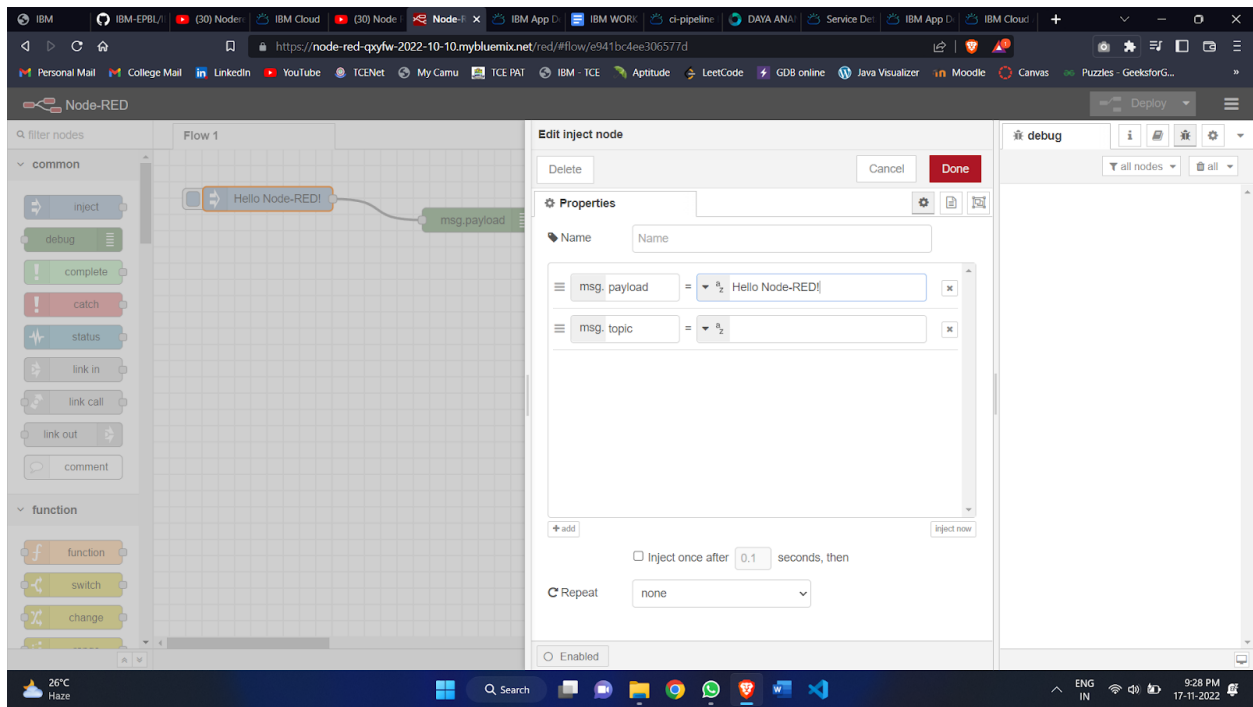 IBM IBM-EPBL/I (30) Noder IBM Cloud (30) Node Node-R IBM App D IBM WORK ci-pipeline DAYA ANAI Service Det IBM App D IBM Cloud
https://node-red-qxyfw-2022-10-10.mybluemix.net/red/#flow/e941bc4ee306577d
Personal Mail College Mail LinkedIn YouTube TCENet My Camu TCE PAT IBM - TCE Aptitude LeetCode GDB online Java Visualizer Moodle Canvas Puzzles - GeeksforG... »
Node-RED Deploy
filter nodes Flow 1 Edit inject node debug i
common Delete Cancel Done all nodes all
inject Hello Node-RED! Properties
debug msg.payload Name Name
complete msg. payload = az Hello Node-RED!
catch msg. topic = az
status
link in
link call
link out
comment
function add inject now
function Inject once after 0.1 seconds, then
switch Repeat none
change
Enabled
26°C
Haze
Search
ENG
IN
9:28 PM
17-11-2022